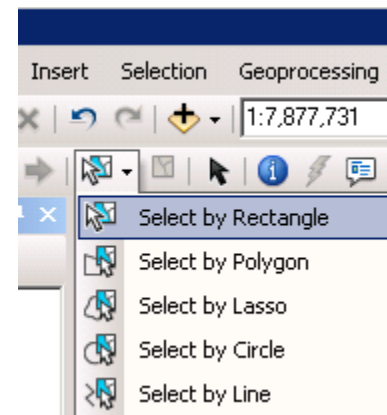 Insert Selection Geoprocessing
1:7,877,731
Select by Rectangle
Select by Polygon
Select by Lasso
Select by Circle
Select by Line